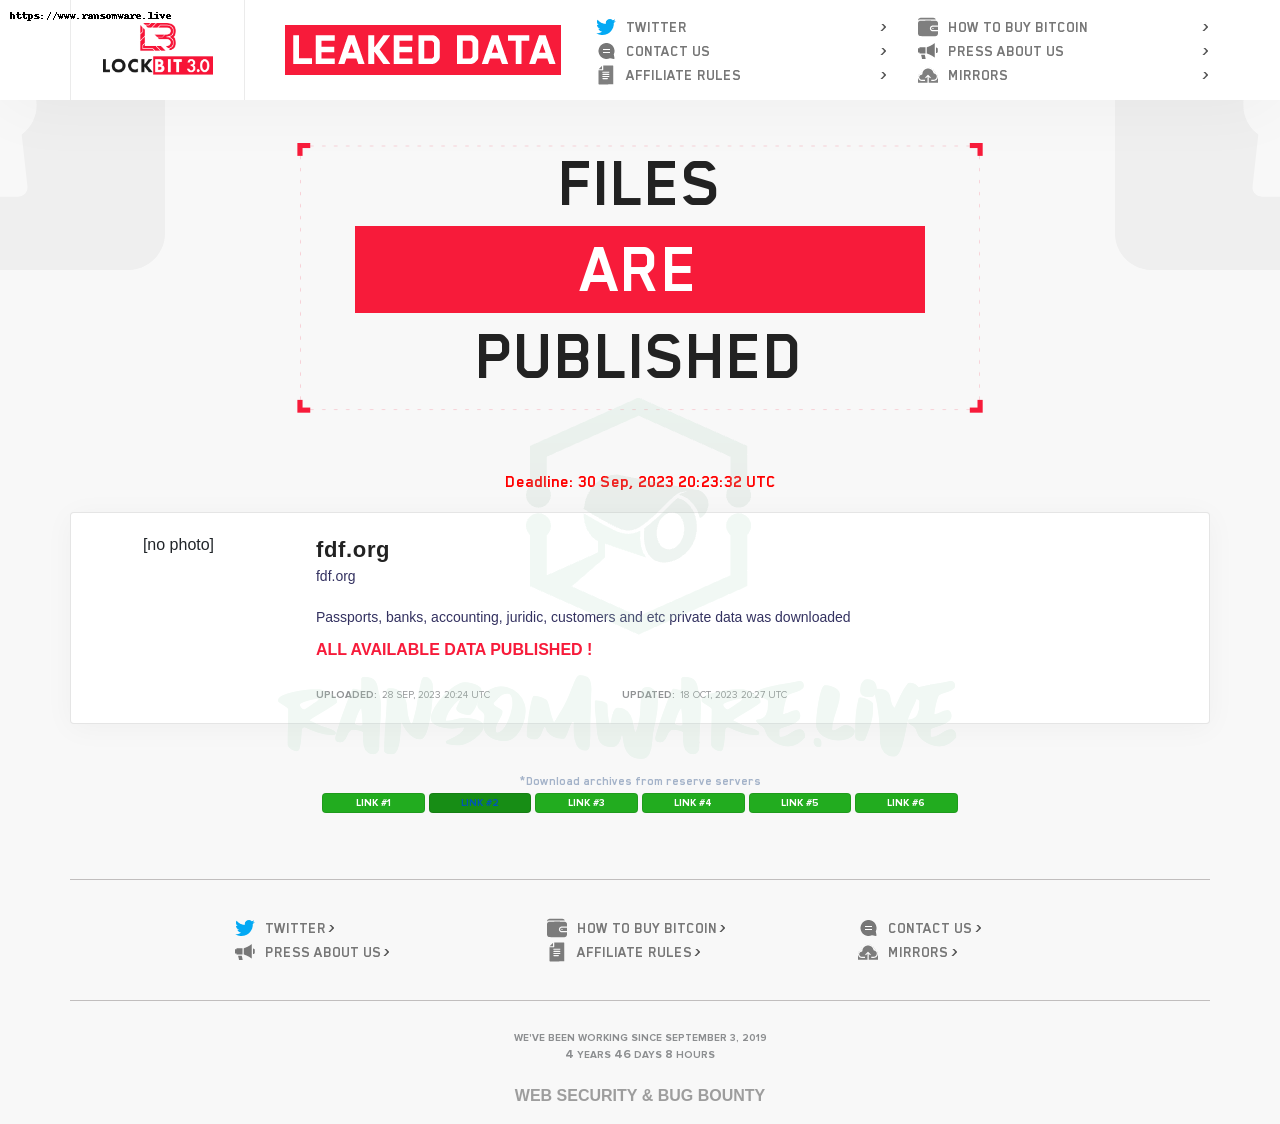 https://www.ransomware.live
LOCKBIT 3.0
LEAKED DATA
TWITTER
CONTACT US
AFFILIATE RULES
HOW TO BUY BITCOIN
PRESS ABOUT US
MIRRORS
FILES
ARE
PUBLISHED
Deadline: 30 Sep, 2023 20:23:32 UTC
[no photo]
fdf.org
fdf.org
Passports, banks, accounting, juridic, customers and etc private data was downloaded
ALL AVAILABLE DATA PUBLISHED !
UPLOADED: 28 SEP, 2023 20:24 UTC
UPDATED: 18 OCT, 2023 20:27 UTC
RANSOMWARE.LIVE
*Download archives from reserve servers
LINK #1
LINK #2
LINK #3
LINK #4
LINK #5
LINK #6
TWITTER
HOW TO BUY BITCOIN
CONTACT US
PRESS ABOUT US
AFFILIATE RULES
MIRRORS
WE'VE BEEN WORKING SINCE SEPTEMBER 3, 2019
4 YEARS 46 DAYS 8 HOURS
WEB SECURITY & BUG BOUNTY